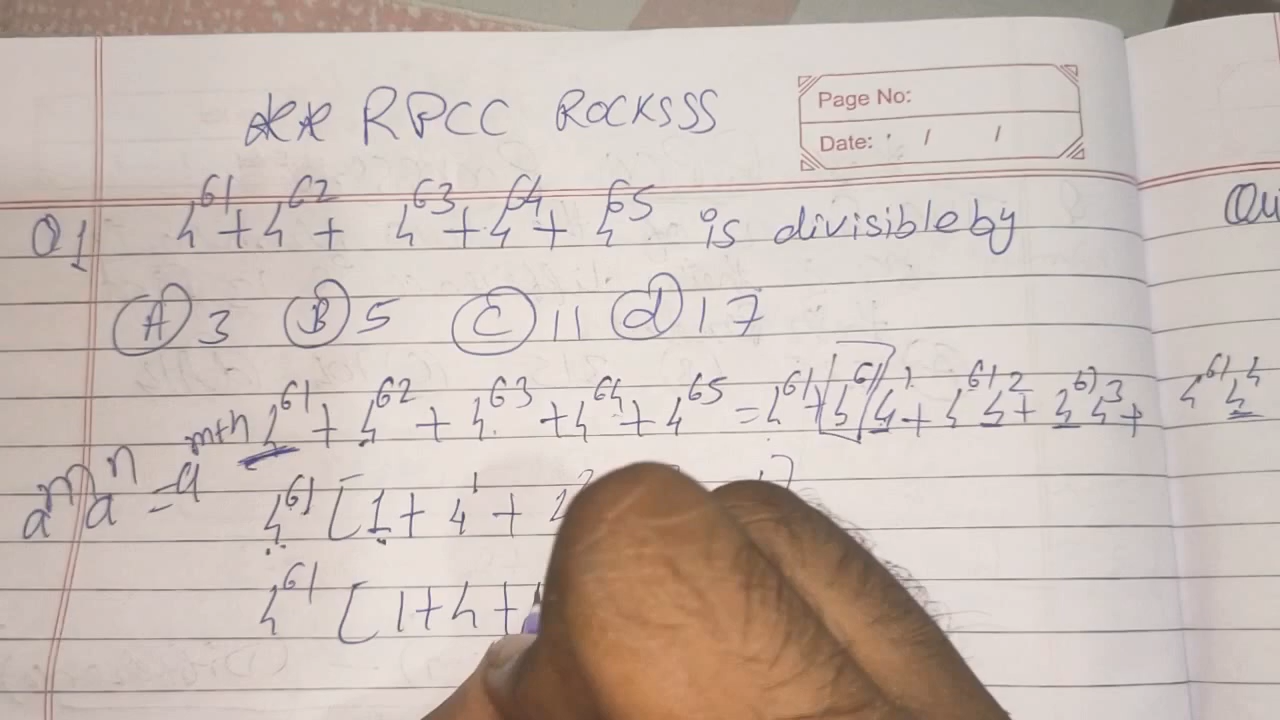 RPCC ROCKSSS
Page No:
Date: / /
Q1 4^61 + 4^62 + 4^63 + 4^64 + 4^65 is divisible by
Qu
(A) 3 (B) 5 (C) 11 (d) 17
4^61 + 4^62 + 4^63 + 4^64 + 4^65 = 4^61 + 4^61 4^1 + 4^61 4^2 + 4^61 4^3 + 4^61 4^4
a^m a^n = a^m+n
4^61 [1 + 4^1 +
4^61 [1 + 4 +